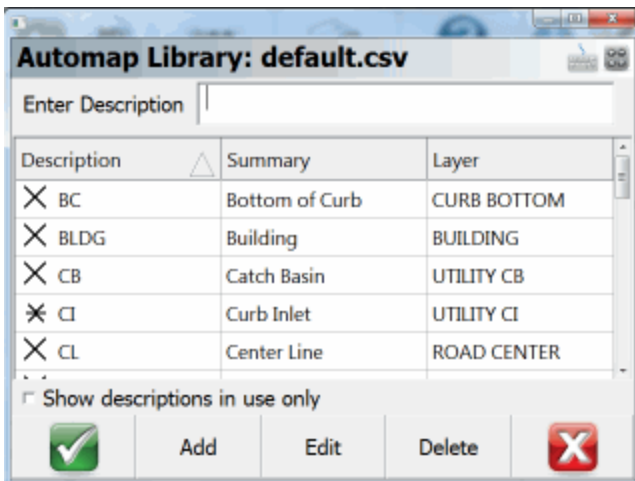 Automap Library: default.csv
Enter Description
Description Summary Layer
BC Bottom of Curb CURB BOTTOM
BLDG Building BUILDING
CB Catch Basin UTILITY CB
CI Curb Inlet UTILITY CI
CL Center Line ROAD CENTER
Show descriptions in use only
Add Edit Delete